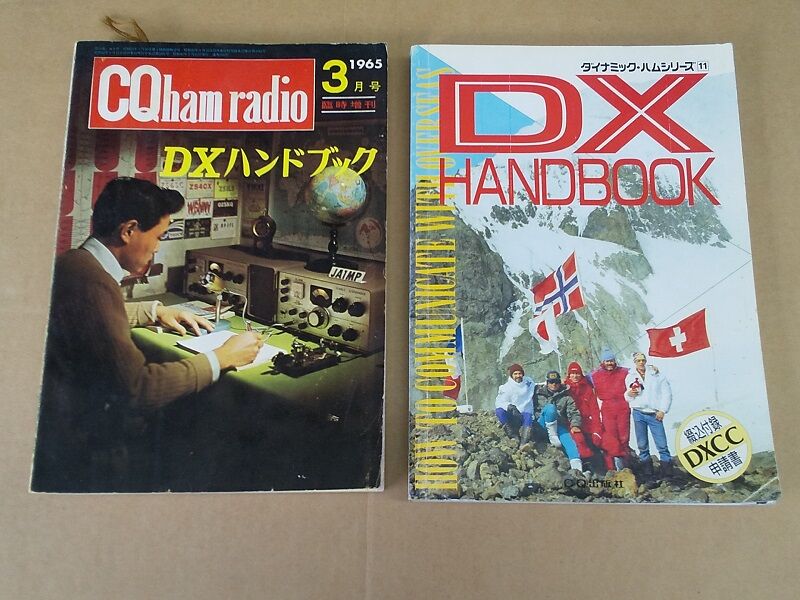 CQ ham radio
1965
3月号
臨時増刊
DXハンドブック
ZS4CX
JA1MP
ダイナミック・ハムシリーズ 11
DX
HANDBOOK
HOW TO COMMUNICATE WITH OVERSEAS
綴込付録
DXCC
申請書
CQ出版社